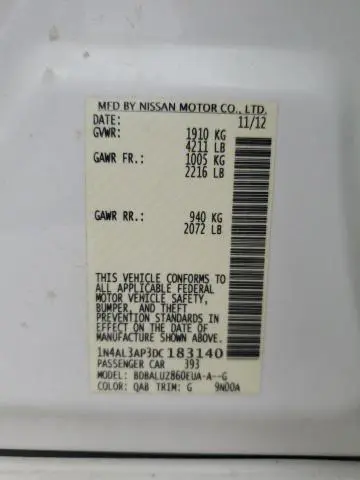 MFD BY NISSAN MOTOR CO., LTD.
DATE: 11/12
GVWR: 1910 KG
4211 LB
GAWR FR.: 1005 KG
2216 LB
GAWR RR.: 940 KG
2072 LB
THIS VEHICLE CONFORMS TO
ALL APPLICABLE FEDERAL
MOTOR VEHICLE SAFETY,
BUMPER, AND THEFT
PREVENTION STANDARDS IN
EFFECT ON THE DATE OF
MANUFACTURE SHOWN ABOVE.
1N4AL3AP3DC 183140
PASSENGER CAR 393
MODEL: BDBALU2860EUA-A--G
COLOR: QAB TRIM: G 9N00A